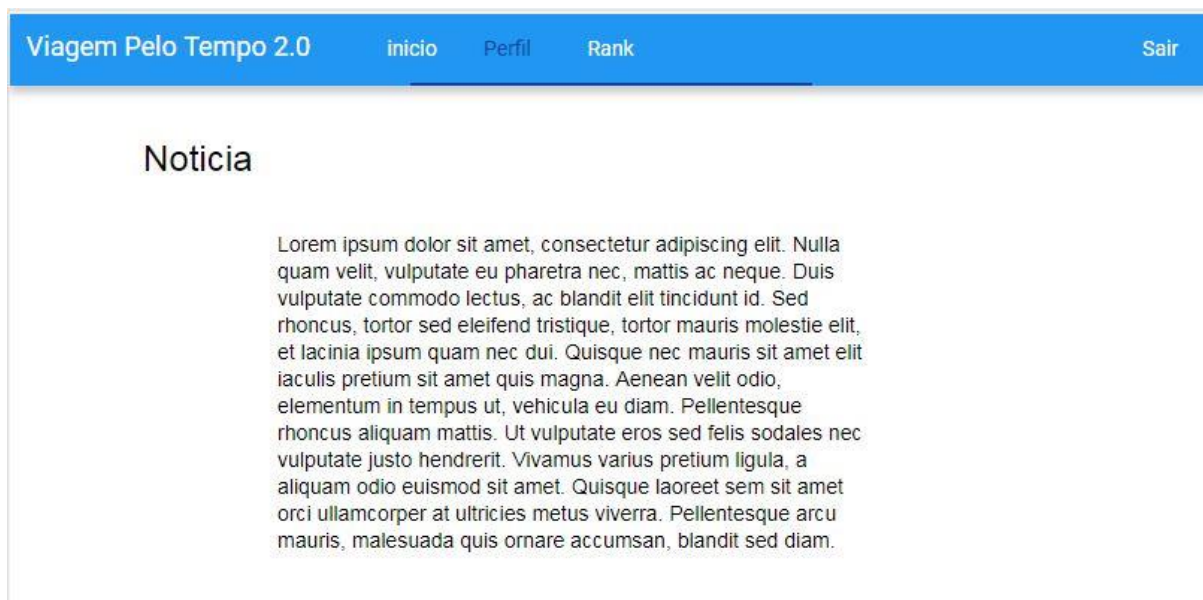 Viagem Pelo Tempo 2.0 inicio Perfil Rank Sair
Noticia
Lorem ipsum dolor sit amet, consectetur adipiscing elit. Nulla
quam velit, vulputate eu pharetra nec, mattis ac neque. Duis
vulputate commodo lectus, ac blandit elit tincidunt id. Sed
rhoncus, tortor sed eleifend tristique, tortor mauris molestie elit,
et lacinia ipsum quam nec dui. Quisque nec mauris sit amet elit
iaculis pretium sit amet quis magna. Aenean velit odio,
elementum in tempus ut, vehicula eu diam. Pellentesque
rhoncus aliquam mattis. Ut vulputate eros sed felis sodales nec
vulputate justo hendrerit. Vivamus varius pretium ligula, a
aliquam odio euismod sit amet. Quisque laoreet sem sit amet
orci ullamcorper at ultricies metus viverra. Pellentesque arcu
mauris, malesuada quis ornare accumsan, blandit sed diam.